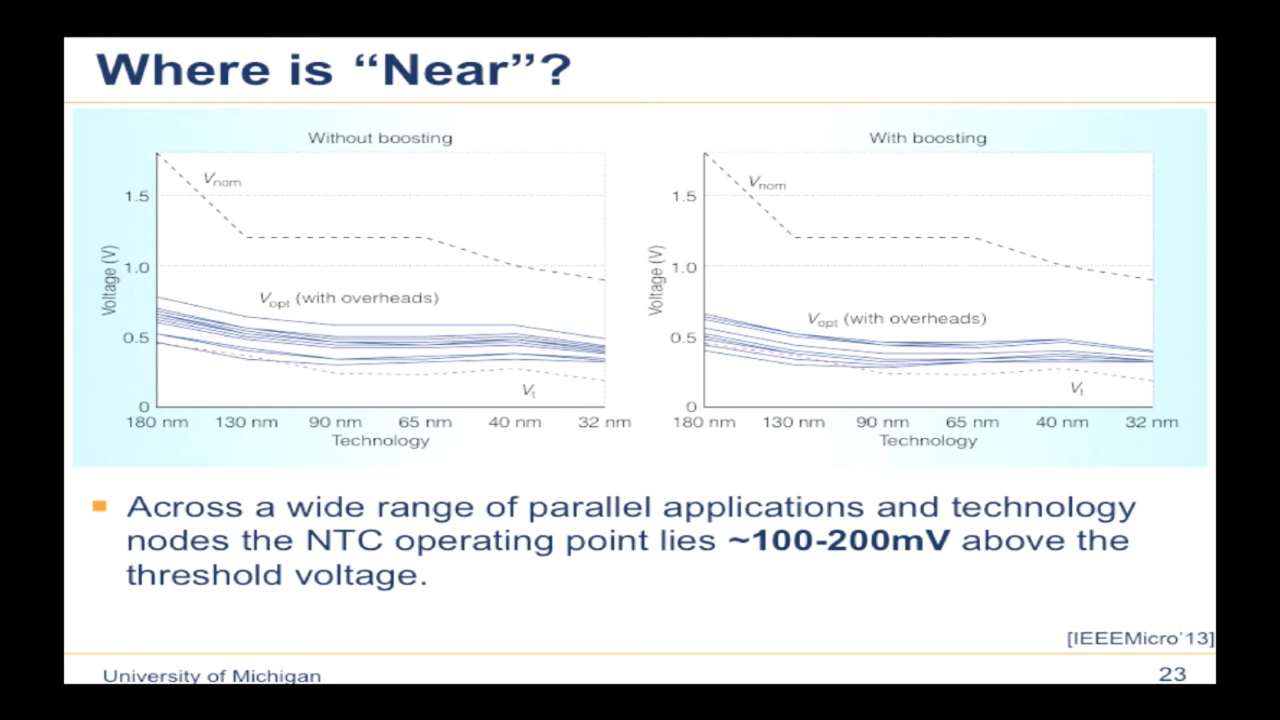 Where is “Near”?
Without boosting
Vnom
1.5
1.0
0.5
0
Voltage (V)
Vopt (with overheads)
Vt
180 nm 130 nm 90 nm 65 nm 40 nm 32 nm
Technology
With boosting
Vnom
1.5
1.0
0.5
0
Voltage (V)
Vopt (with overheads)
Vt
180 nm 130 nm 90 nm 65 nm 40 nm 32 nm
Technology
Across a wide range of parallel applications and technology
nodes the NTC operating point lies ~100-200mV above the
threshold voltage.
[IEEEMicro'13]
University of Michigan
23